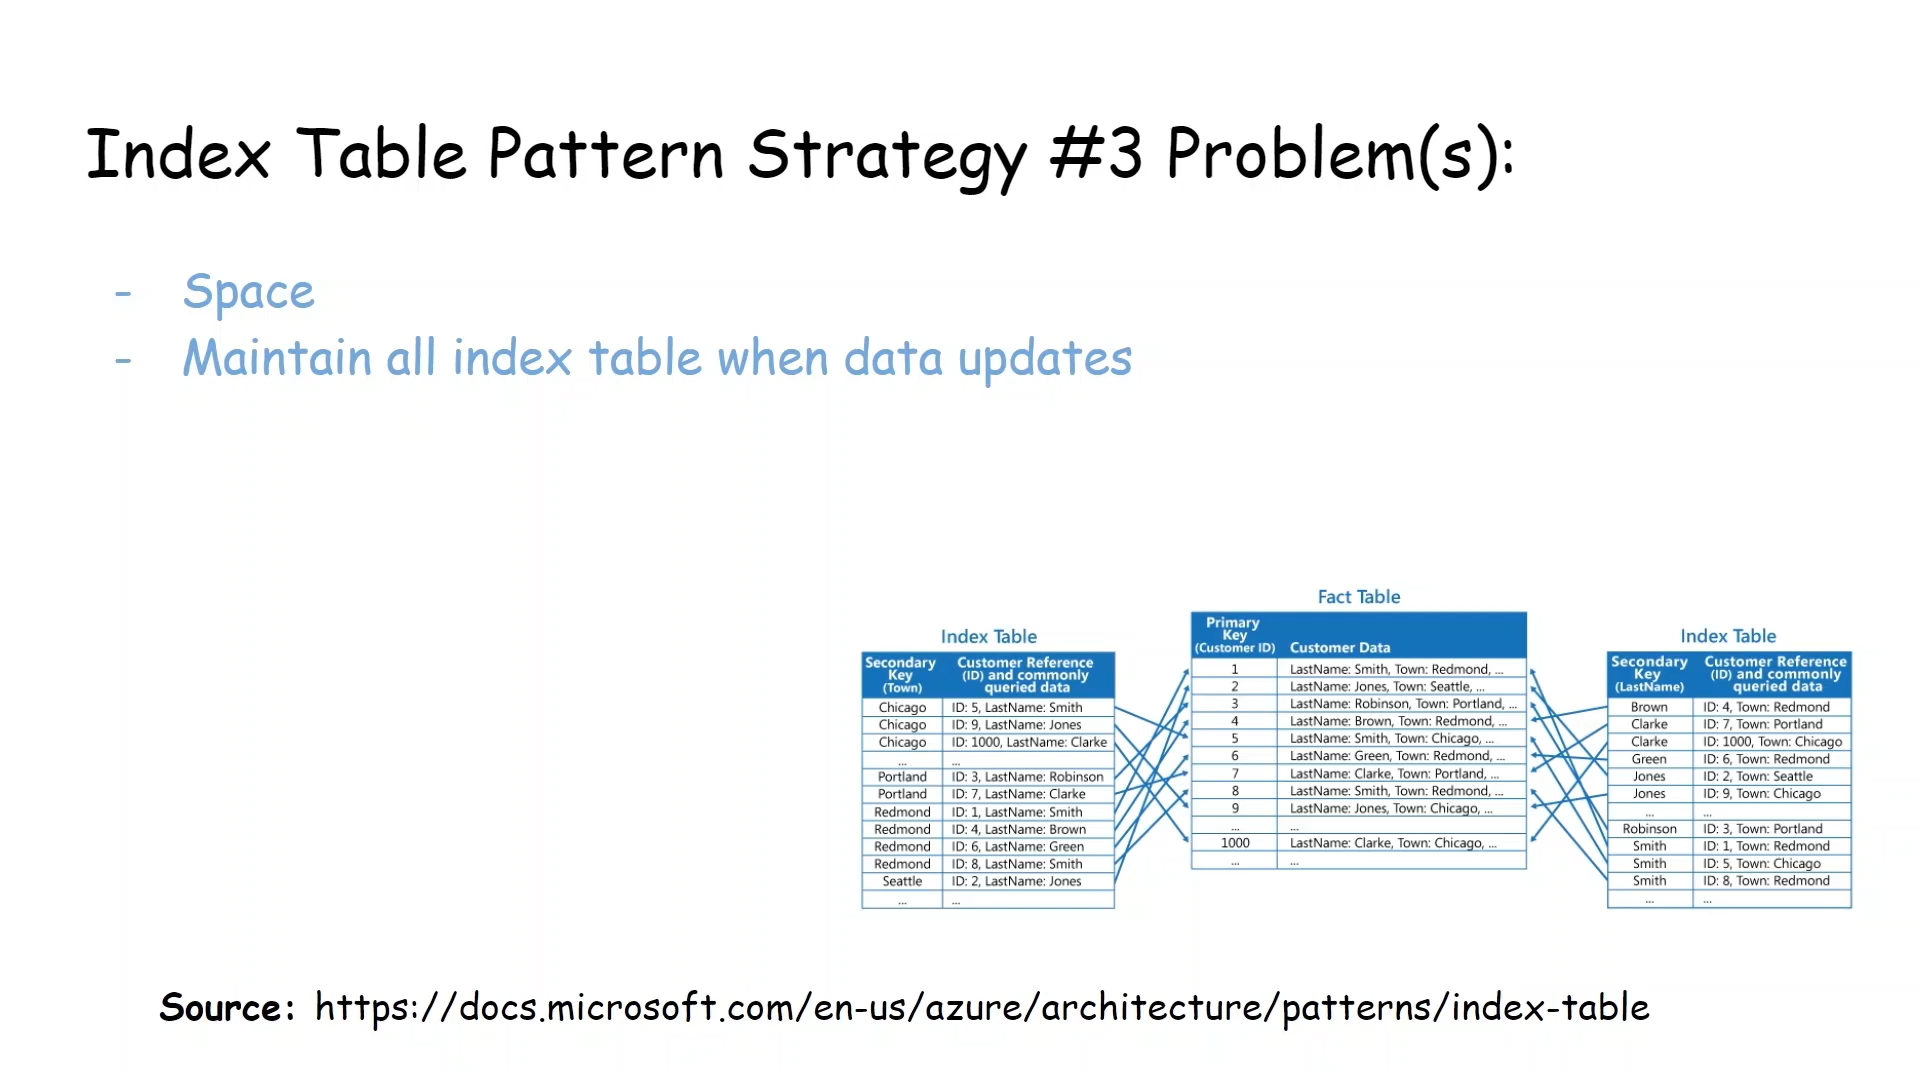 Index Table Pattern Strategy #3 Problem(s):
- Space
- Maintain all index table when data updates
Index Table
Secondary Key (Town) Customer Reference (ID) and commonly queried data
Chicago ID: 5, LastName: Smith
Chicago ID: 9, LastName: Jones
Chicago ID: 1000, LastName: Clarke
... ...
Portland ID: 3, LastName: Robinson
Portland ID: 7, LastName: Clarke
Redmond ID: 1, LastName: Smith
Redmond ID: 4, LastName: Brown
Redmond ID: 6, LastName: Green
Redmond ID: 8, LastName: Smith
Seattle ID: 2, LastName: Jones
... ...
Fact Table
Primary Key (Customer ID) Customer Data
1 LastName: Smith, Town: Redmond, ...
2 LastName: Jones, Town: Seattle, ...
3 LastName: Robinson, Town: Portland, ...
4 LastName: Brown, Town: Redmond, ...
5 LastName: Smith, Town: Chicago, ...
6 LastName: Green, Town: Redmond, ...
7 LastName: Clarke, Town: Portland, ...
8 LastName: Smith, Town: Redmond, ...
9 LastName: Jones, Town: Chicago, ...
... ...
1000 LastName: Clarke, Town: Chicago, ...
... ...
Index Table
Secondary Key (LastName) Customer Reference (ID) and commonly queried data
Brown ID: 4, Town: Redmond
Clarke ID: 7, Town: Portland
Clarke ID: 1000, Town: Chicago
Green ID: 6, Town: Redmond
Jones ID: 2, Town: Seattle
Jones ID: 9, Town: Chicago
... ...
Robinson ID: 3, Town: Portland
Smith ID: 1, Town: Redmond
Smith ID: 5, Town: Chicago
Smith ID: 8, Town: Redmond
... ...
Source: https://docs.microsoft.com/en-us/azure/architecture/patterns/index-table